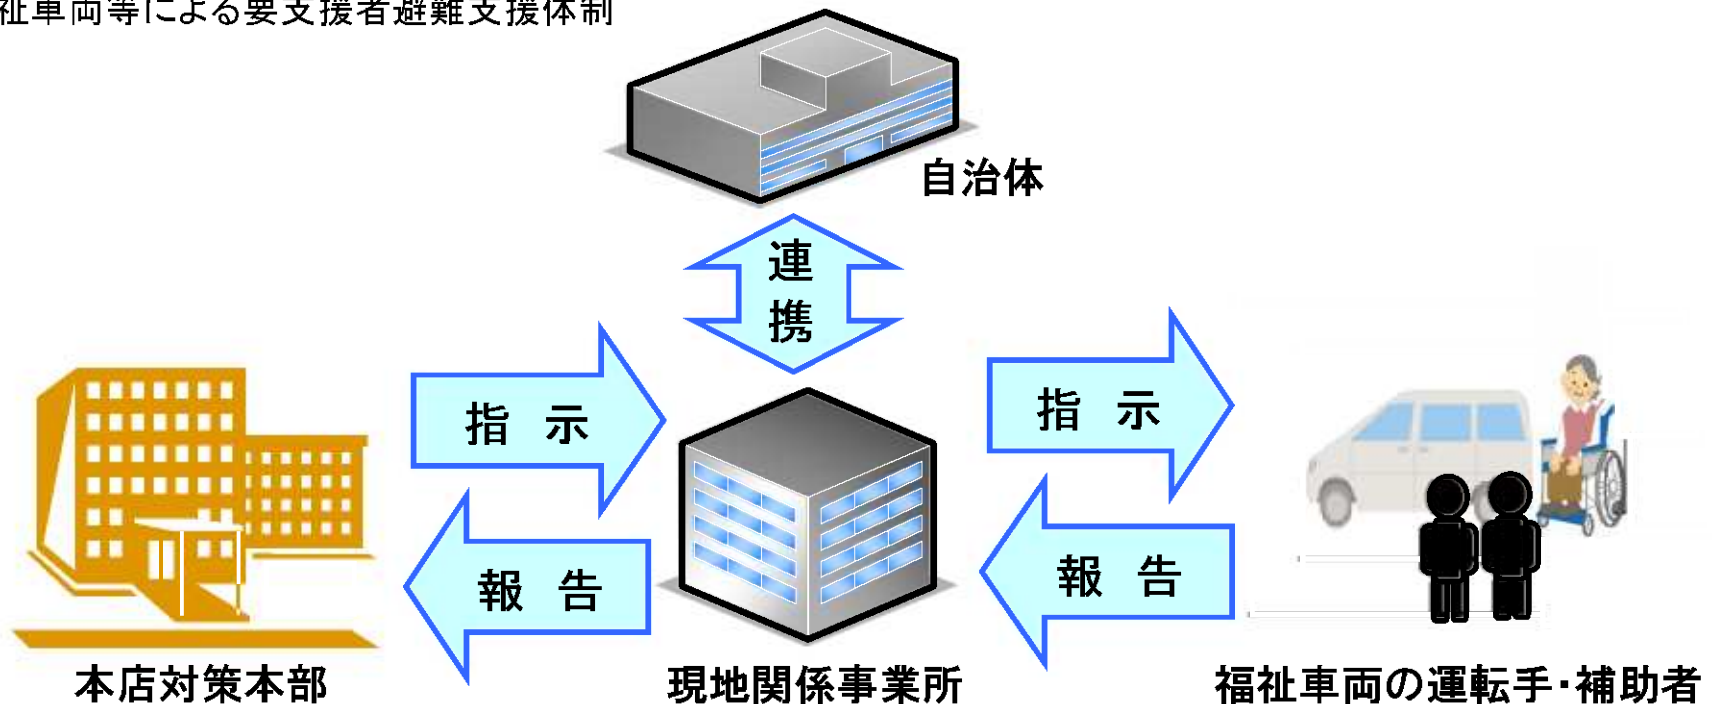 祉車両等による要支援者避難支援体制
自治体
連
携
指 示
指 示
報 告
報 告
本店対策本部
現地関係事業所
福祉車両の運転手・補助者